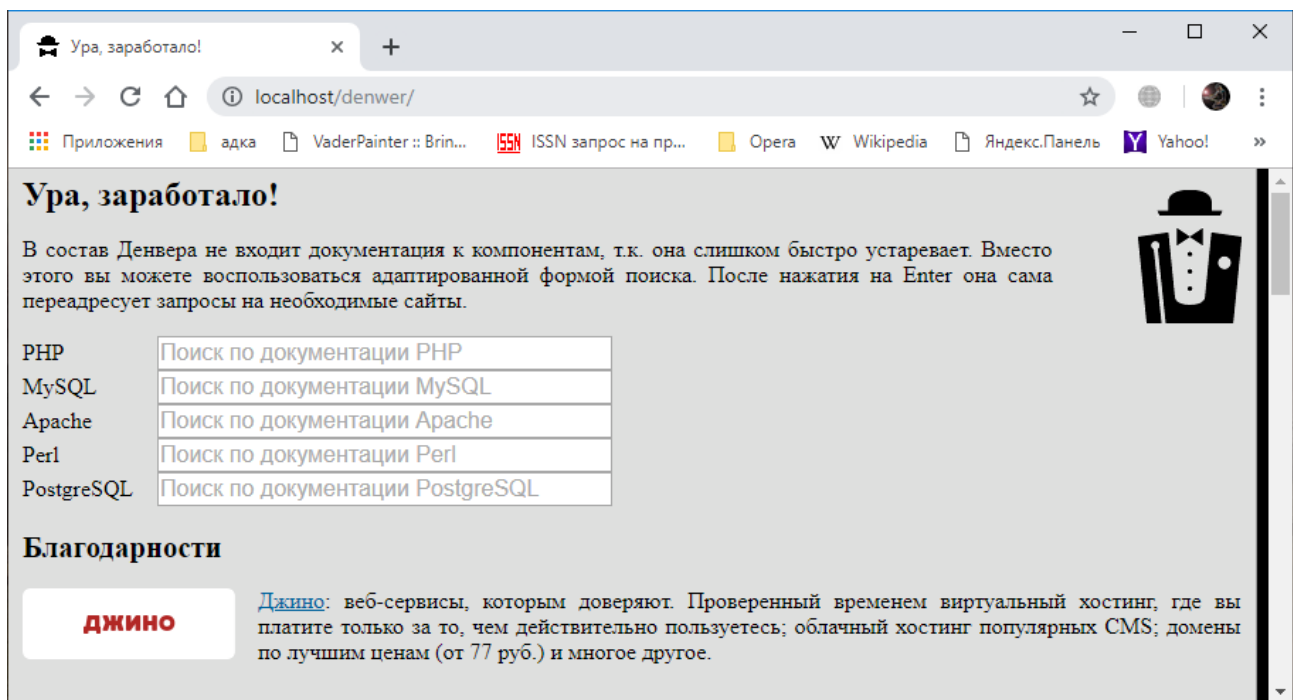 Ура, заработало!
localhost/denwer/
Приложения адка VaderPainter :: Brin... ISSN ISSN запрос на пр... Opera W Wikipedia Яндекс.Панель Y Yahoo! »
Ура, заработало!
В состав Денвера не входит документация к компонентам, т.к. она слишком быстро устаревает. Вместо
этого вы можете воспользоваться адаптированной формой поиска. После нажатия на Enter она сама
переадресует запросы на необходимые сайты.
PHP Поиск по документации PHP
MySQL Поиск по документации MySQL
Apache Поиск по документации Apache
Perl Поиск по документации Perl
PostgreSQL Поиск по документации PostgreSQL
Благодарности
джино
Джино: веб-сервисы, которым доверяют. Проверенный временем виртуальный хостинг, где вы
платите только за то, чем действительно пользуетесь; облачный хостинг популярных CMS; домены
по лучшим ценам (от 77 руб.) и многое другое.